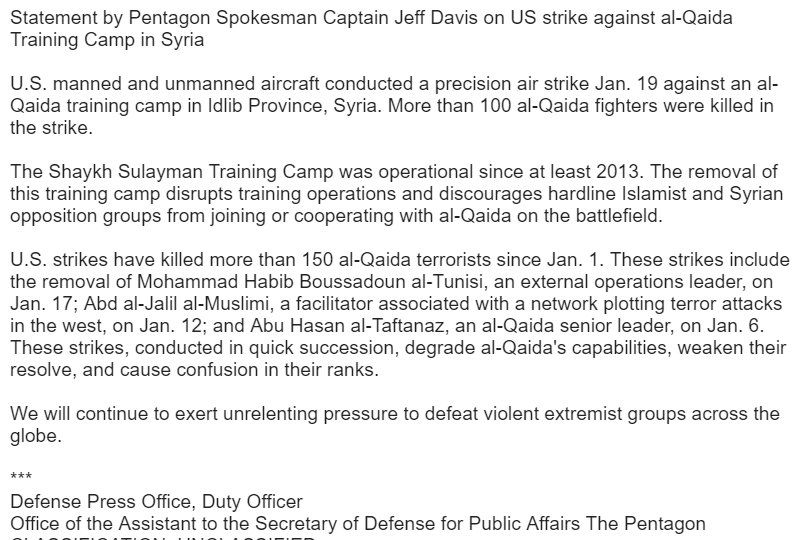 Statement by Pentagon Spokesman Captain Jeff Davis on US strike against al-Qaida
Training Camp in Syria
U.S. manned and unmanned aircraft conducted a precision air strike Jan. 19 against an al-
Qaida training camp in Idlib Province, Syria. More than 100 al-Qaida fighters were killed in
the strike.
The Shaykh Sulayman Training Camp was operational since at least 2013. The removal of
this training camp disrupts training operations and discourages hardline Islamist and Syrian
opposition groups from joining or cooperating with al-Qaida on the battlefield.
U.S. strikes have killed more than 150 al-Qaida terrorists since Jan. 1. These strikes include
the removal of Mohammad Habib Boussadoun al-Tunisi, an external operations leader, on
Jan. 17; Abd al-Jalil al-Muslimi, a facilitator associated with a network plotting terror attacks
in the west, on Jan. 12; and Abu Hasan al-Taftanaz, an al-Qaida senior leader, on Jan. 6.
These strikes, conducted in quick succession, degrade al-Qaida's capabilities, weaken their
resolve, and cause confusion in their ranks.
We will continue to exert unrelenting pressure to defeat violent extremist groups across the
globe.
***
Defense Press Office, Duty Officer
Office of the Assistant to the Secretary of Defense for Public Affairs The Pentagon
CLASSIFICATION: UNCLASSIFIED